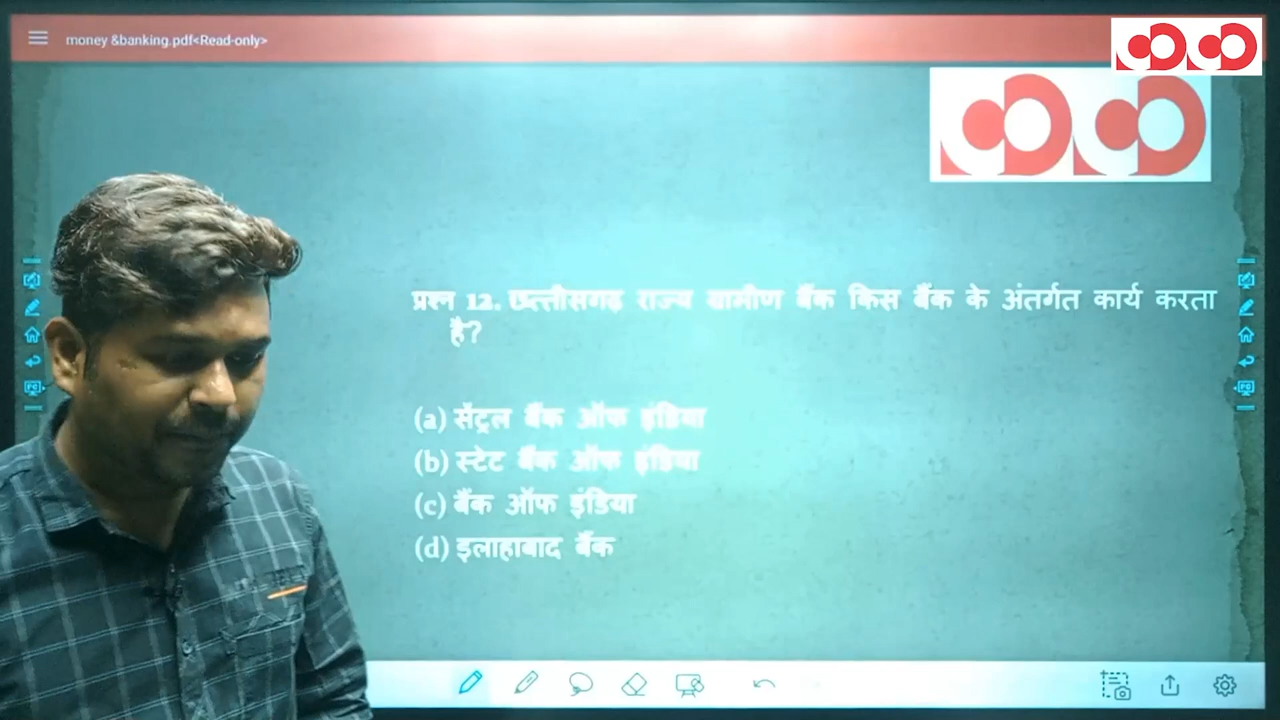 money &banking.pdf<Read-only>
प्रश्न 12. छत्तीसगढ़ राज्य ग्रामीण बैंक किस बैंक के अंतर्गत कार्य करता
है?
(a) सेंट्रल बैंक ऑफ इंडिया
(b) स्टेट बैंक ऑफ इंडिया
(c) बैंक ऑफ इंडिया
(d) इलाहाबाद बैंक